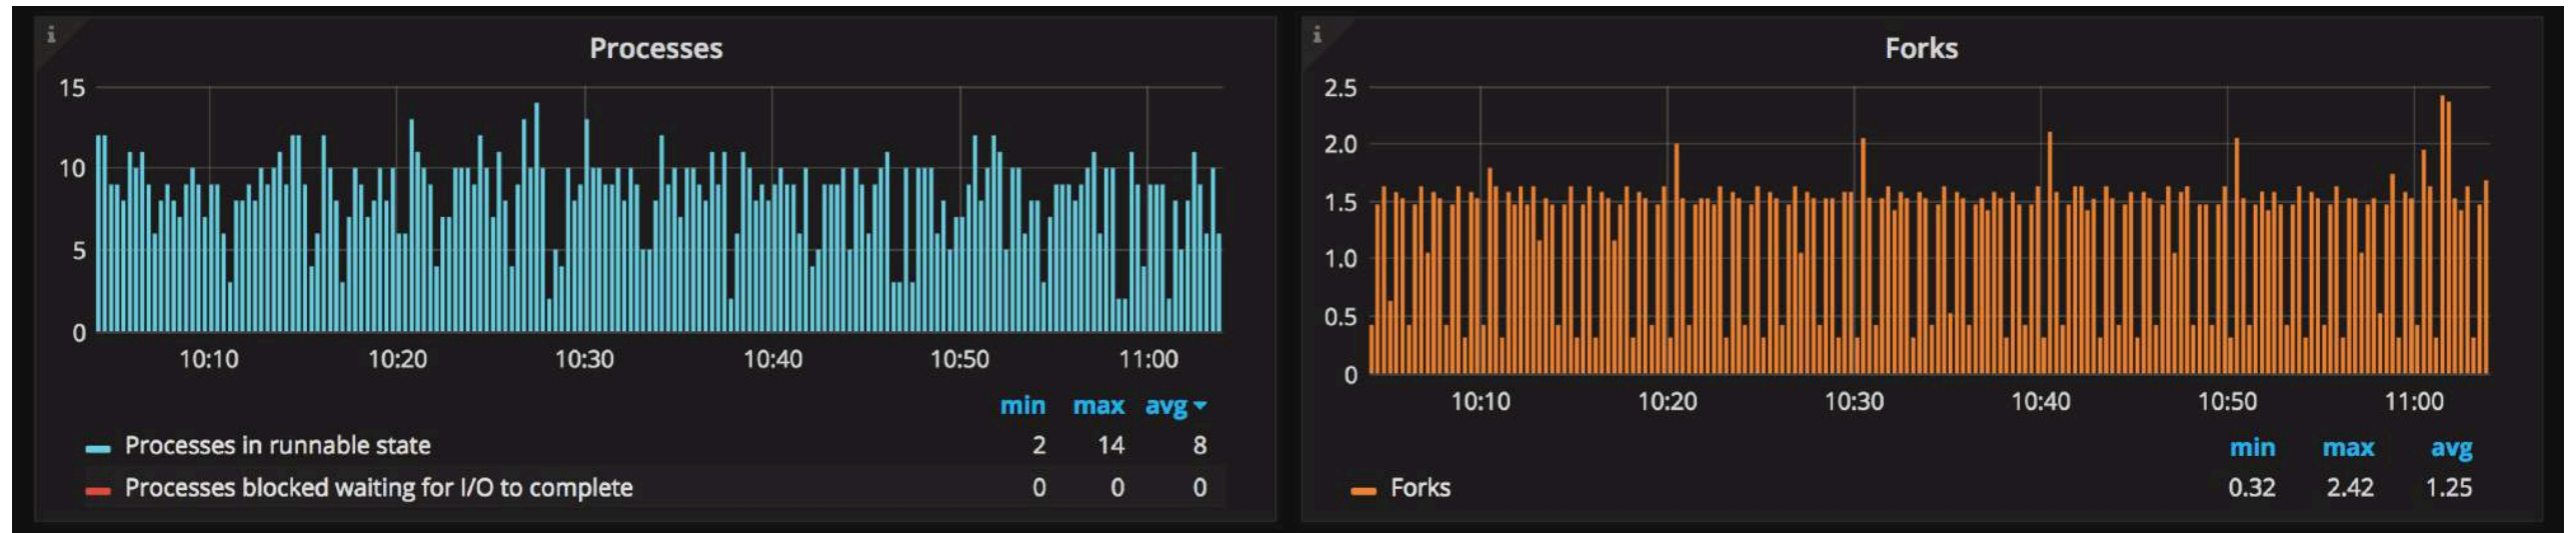 Processes
15
10
5
0
10:10 10:20 10:30 10:40 10:50 11:00
min max avg
Processes in runnable state 2 14 8
Processes blocked waiting for I/O to complete 0 0 0
Forks
2.5
2.0
1.5
1.0
0.5
0
10:10 10:20 10:30 10:40 10:50 11:00
min max avg
Forks 0.32 2.42 1.25